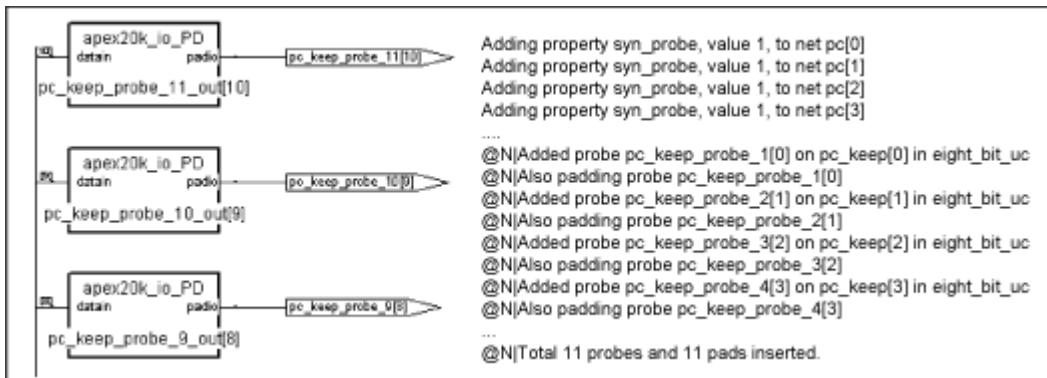 apex20k_io_PD
datain padio
pc_keep_probe_11[10]
pc_keep_probe_11_out[10]
apex20k_io_PD
datain padio
pc_keep_probe_10[9]
pc_keep_probe_10_out[9]
apex20k_io_PD
datain padio
pc_keep_probe_9[8]
pc_keep_probe_9_out[8]
Adding property syn_probe, value 1, to net pc[0]
Adding property syn_probe, value 1, to net pc[1]
Adding property syn_probe, value 1, to net pc[2]
Adding property syn_probe, value 1, to net pc[3]
....
@N|Added probe pc_keep_probe_1[0] on pc_keep[0] in eight_bit_uc
@N|Also padding probe pc_keep_probe_1[0]
@N|Added probe pc_keep_probe_2[1] on pc_keep[1] in eight_bit_uc
@N|Also padding probe pc_keep_probe_2[1]
@N|Added probe pc_keep_probe_3[2] on pc_keep[2] in eight_bit_uc
@N|Also padding probe pc_keep_probe_3[2]
@N|Added probe pc_keep_probe_4[3] on pc_keep[3] in eight_bit_uc
@N|Also padding probe pc_keep_probe_4[3]
...
@N|Total 11 probes and 11 pads inserted.